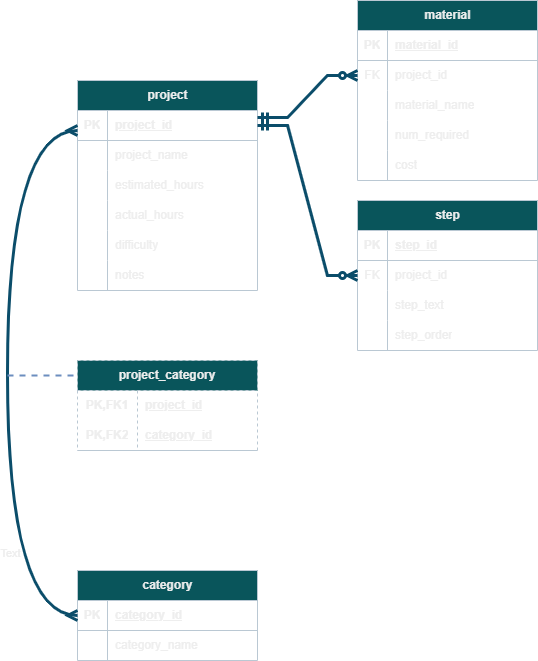 material
PK material_id
FK project_id
material_name
num_required
cost
project
PK project_id
project_name
estimated_hours
actual_hours
difficulty
notes
step
PK step_id
FK project_id
step_text
step_order
project_category
PK,FK1 project_id
PK,FK2 category_id
Text
category
PK category_id
category_name